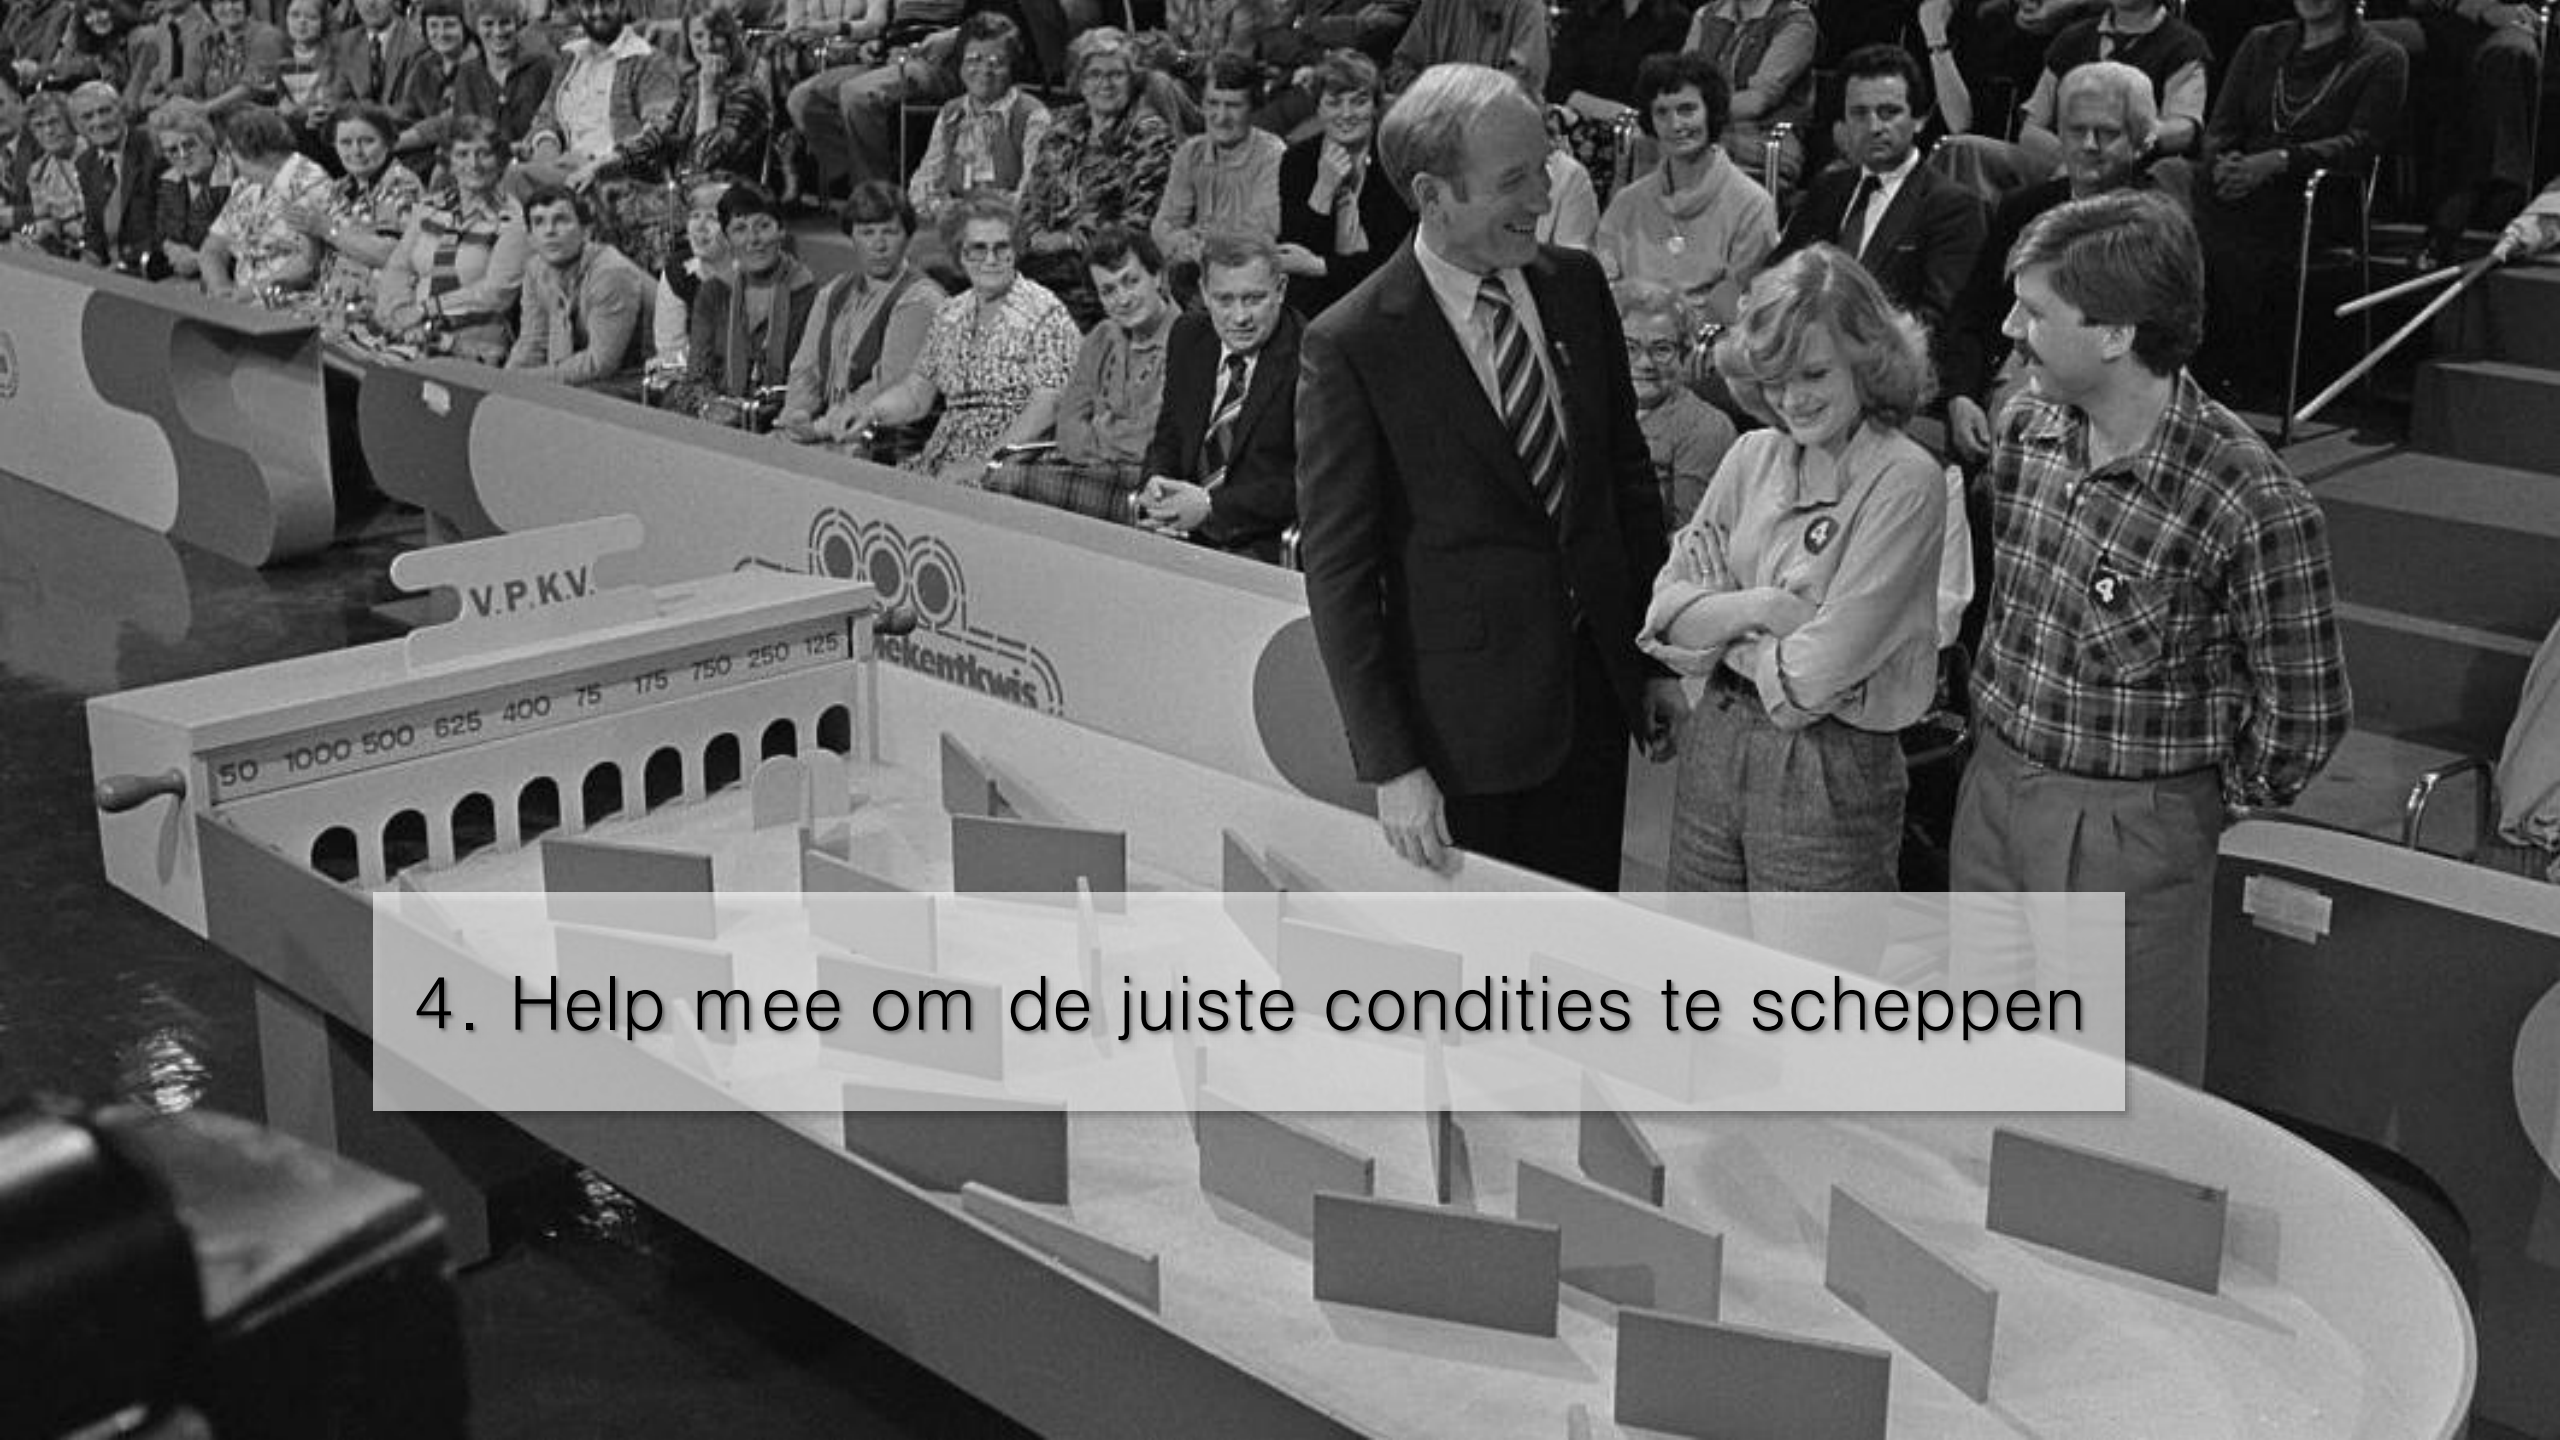 V.P.K.V.
50 1000 500 625 400 75 175 750 250 125
iekenthwis
4
4
4. Help mee om de juiste condities te scheppen